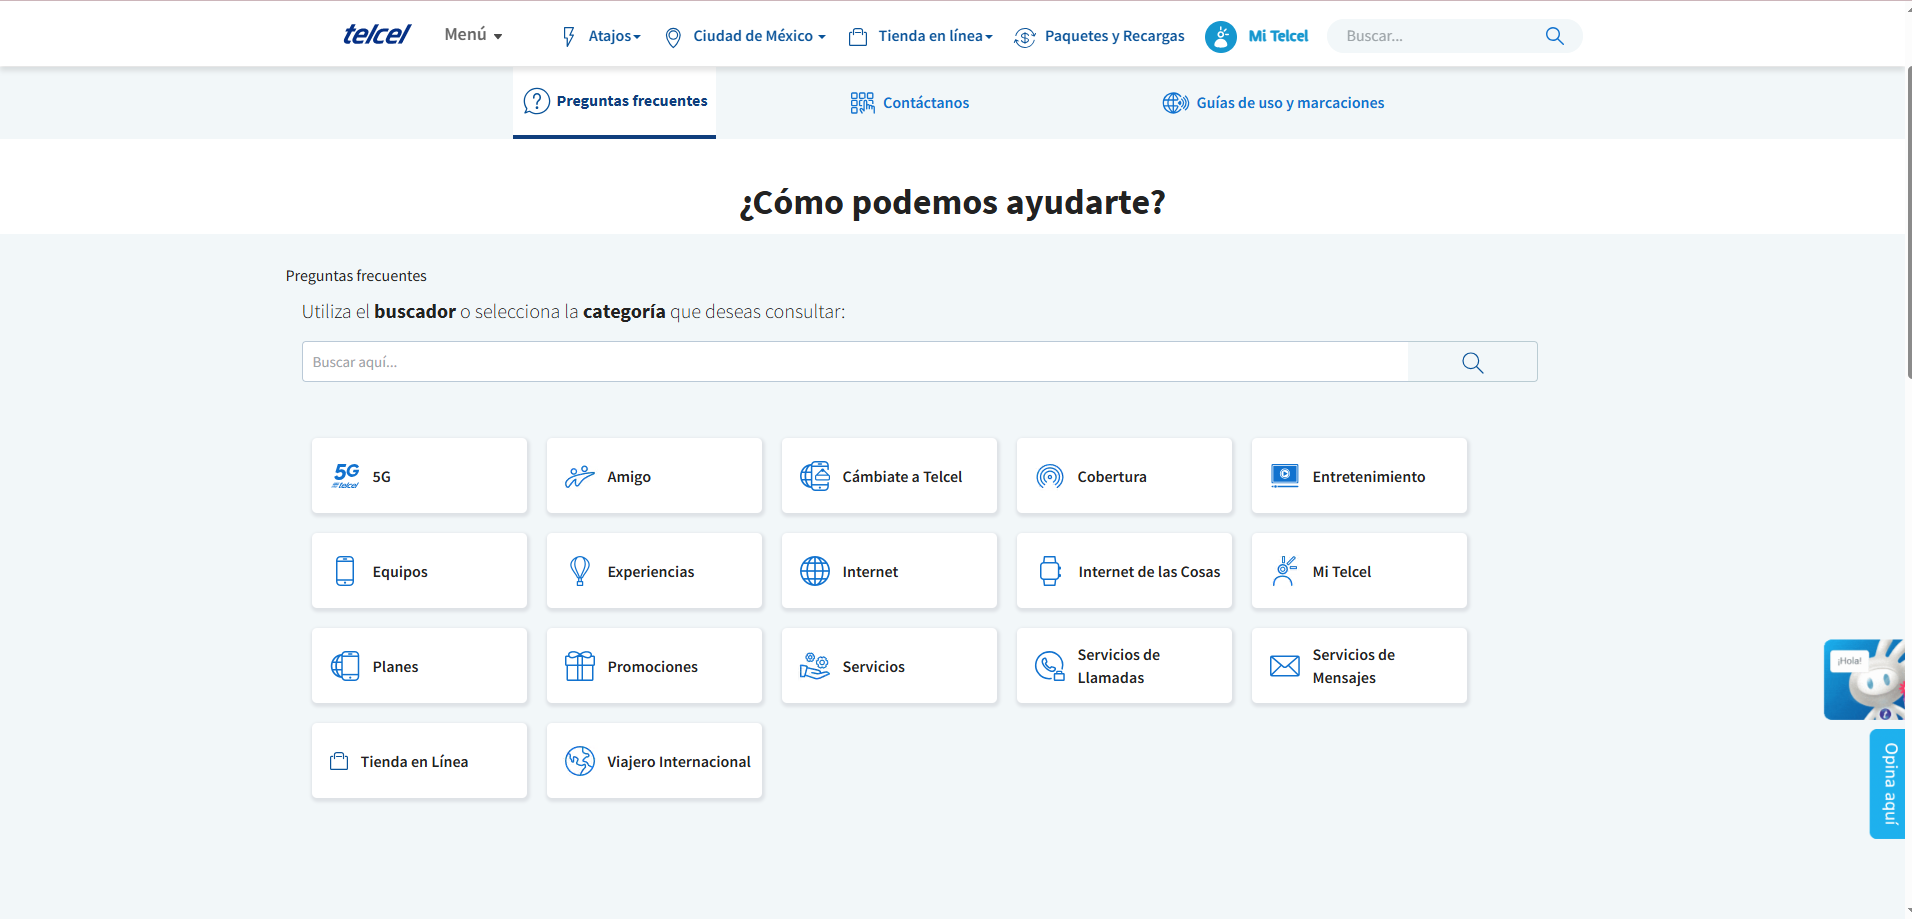 telcel Menú Atajos Ciudad de México Tienda en línea Paquetes y Recargas Mi Telcel Buscar...
Preguntas frecuentes Contáctanos Guías de uso y marcaciones
¿Cómo podemos ayudarte?
Preguntas frecuentes
Utiliza el buscador o selecciona la categoría que deseas consultar:
Buscar aquí...
5G telcel 5G Amigo Cámbiate a Telcel Cobertura Entretenimiento
Equipos Experiencias Internet Internet de las Cosas Mi Telcel
Planes Promociones Servicios Servicios de Llamadas Servicios de Mensajes
¡Hola!
Tienda en Línea Viajero Internacional
Opina aquí